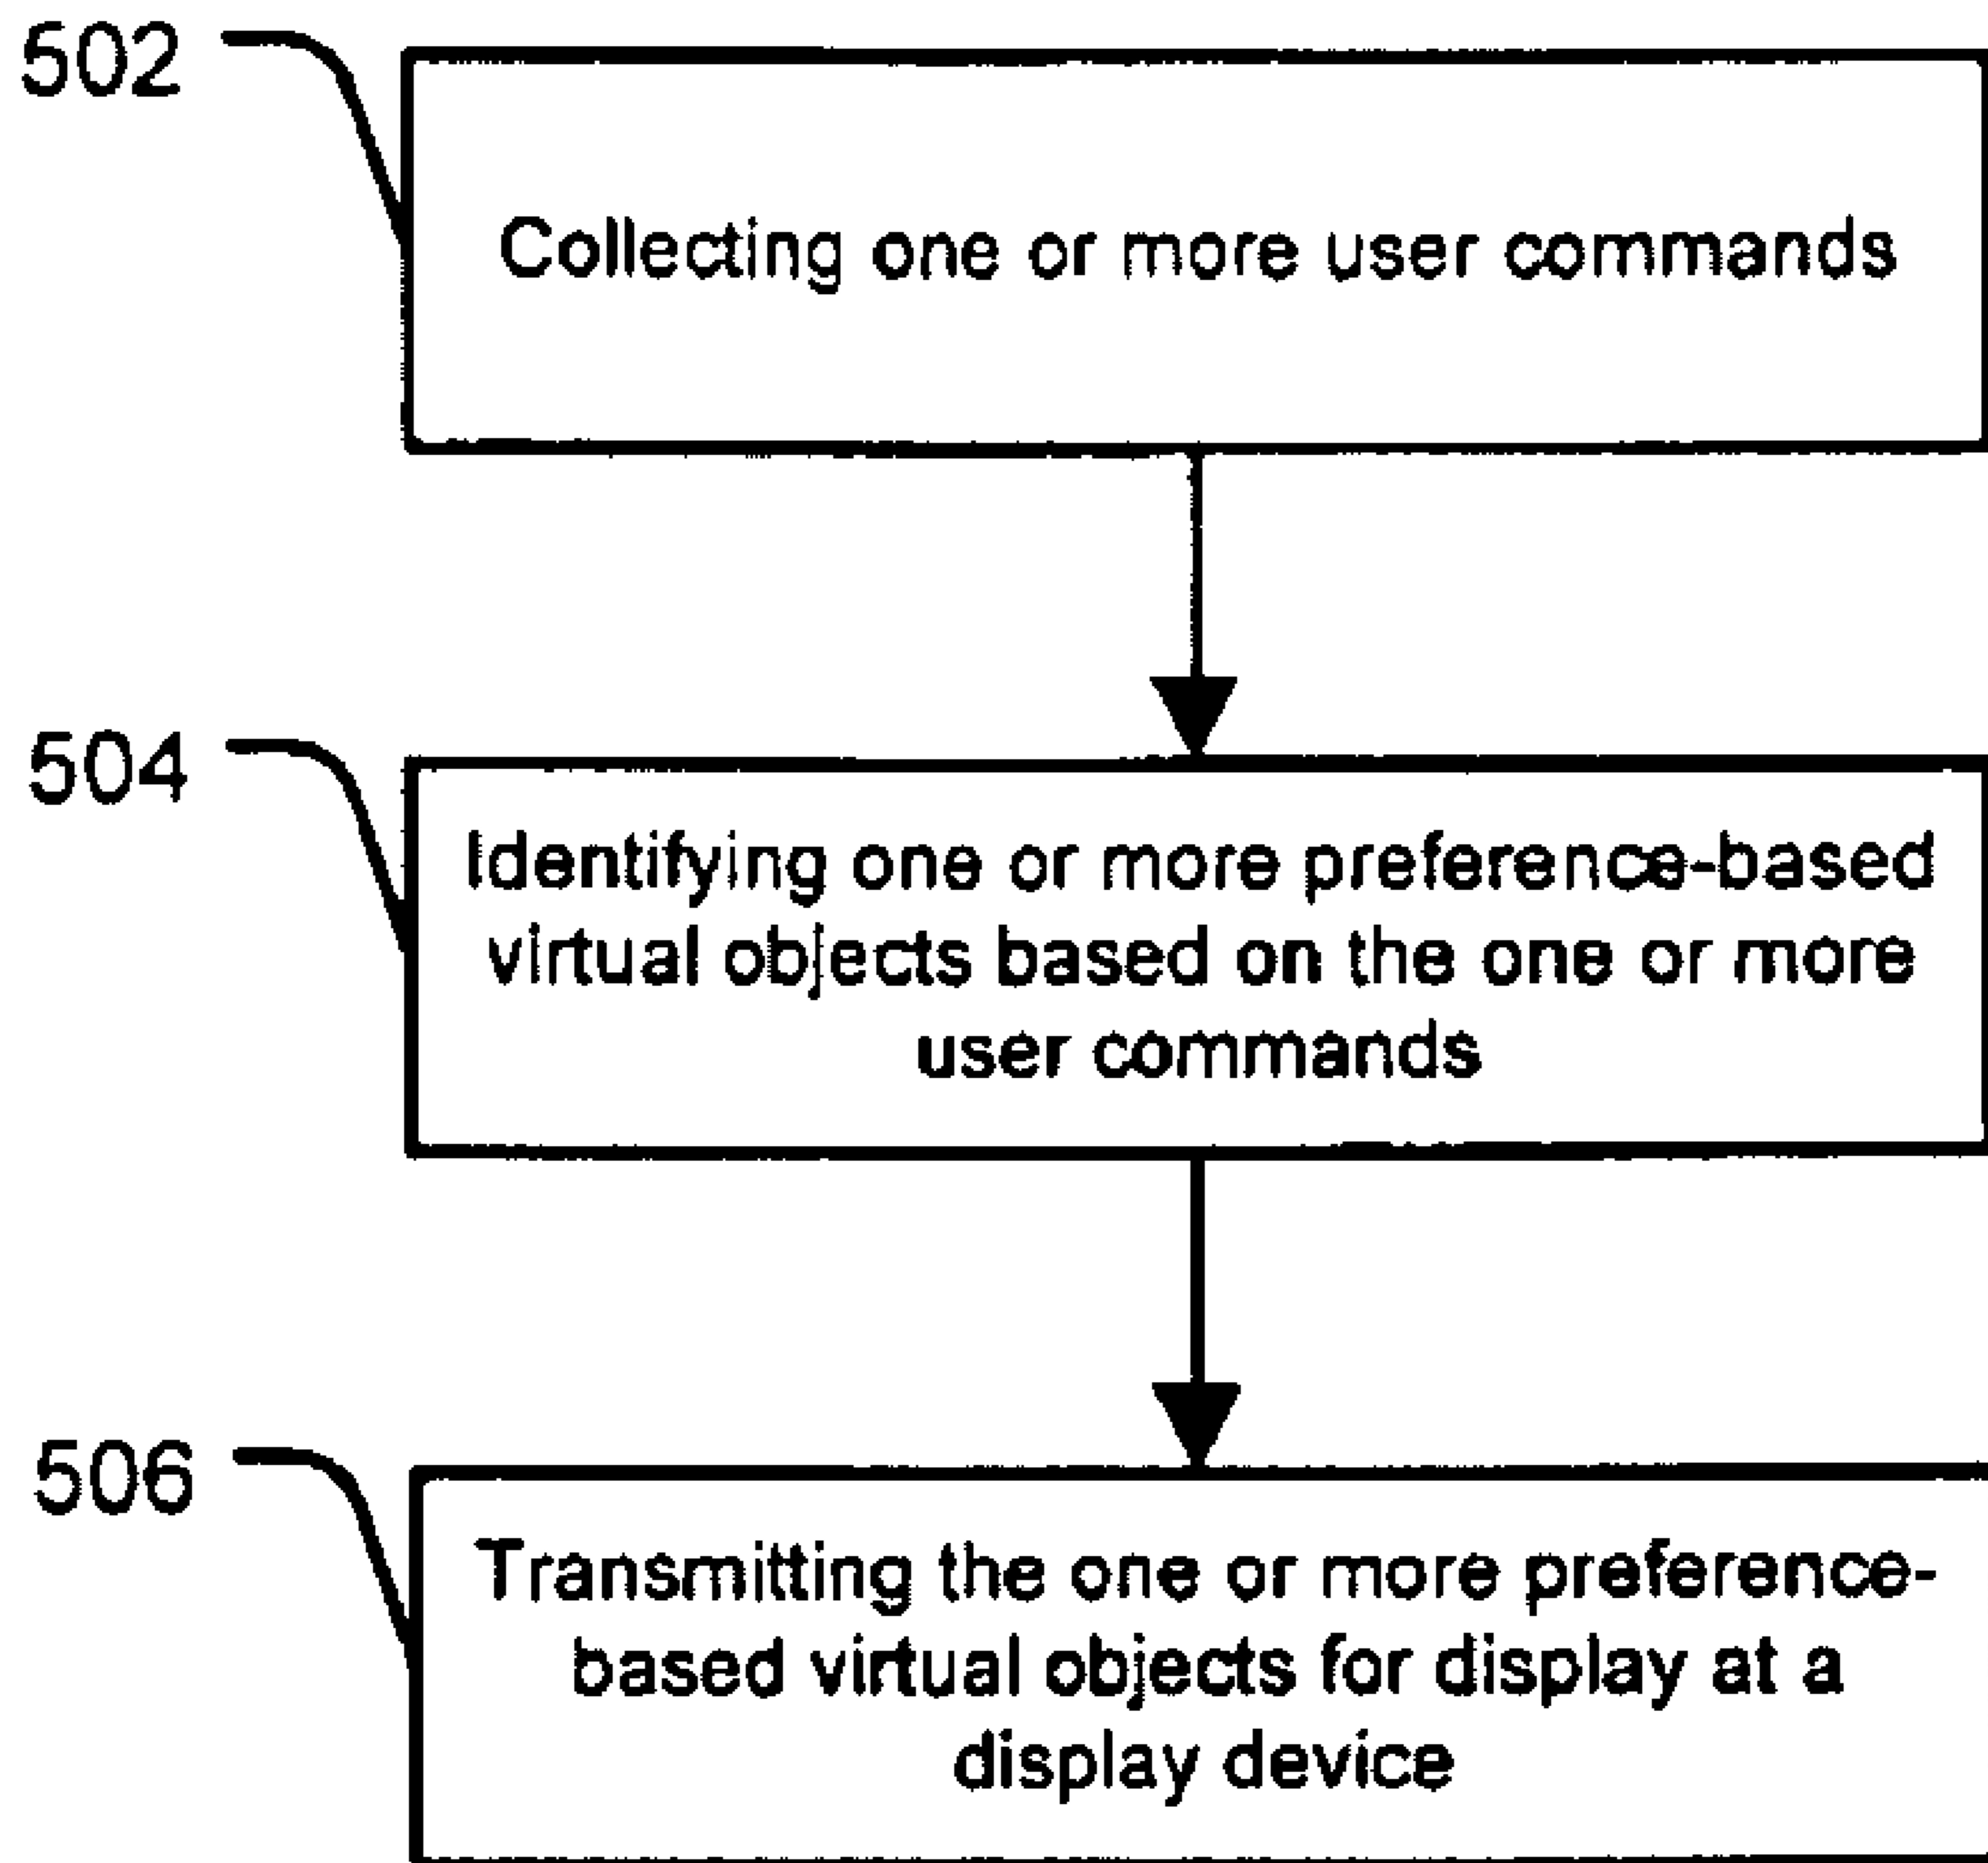 502
Collecting one or more user commands
504
Identifying one or more preference-based
virtual objects based on the one or more
user commands
506
Transmitting the one or more preference-
based virtual objects for display at a
display device